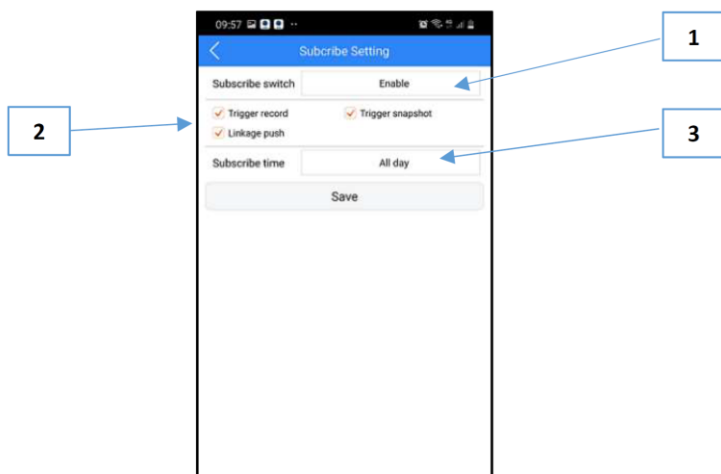 09:57
Subcribe Setting
1
Subscribe switch Enable
2
Trigger record Trigger snapshot
Linkage push
3
Subscribe time All day
Save